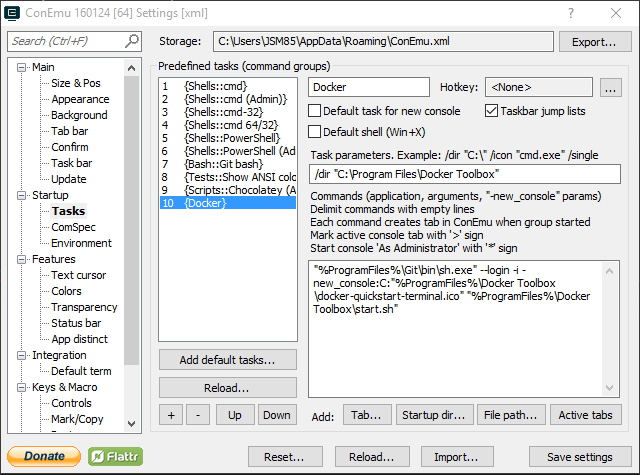 ConEmu 160124 [64] Settings [xml]
Search (Ctrl+F)
Storage: C:\Users\JSM85\AppData\Roaming\ConEmu.xml Export...
Main
Size & Pos
Appearance
Background
Tab bar
Confirm
Task bar
Update
Startup
Tasks
ComSpec
Environment
Features
Text cursor
Colors
Transparency
Status bar
App distinct
Integration
Default term
Keys & Macro
Controls
Mark/Copy
Predefined tasks (command groups)
1 {Shells::cmd}
2 {Shells::cmd (Admin)}
3 {Shells::cmd-32}
4 {Shells::cmd 64/32}
5 {Shells::PowerShell}
6 {Shells::PowerShell (Ad
7 {Bash::Git bash}
8 {Tests::Show ANSI colo
9 {Scripts::Chocolatey (A
10 {Docker}
Add default tasks...
Reload...
+ - Up Down
Docker Hotkey: <None> ...
Default task for new console Taskbar jump lists
Default shell (Win+X)
Task parameters. Example: /dir "C:\" /icon "cmd.exe" /single
/dir "C:\Program Files\Docker Toolbox"
Commands (application, arguments, "-new_console" params)
Delimit commands with empty lines
Each command creates tab in ConEmu when group started
Mark active console tab with '>' sign
Start console 'As Administrator' with '*' sign
"%ProgramFiles%\Git\bin\sh.exe" --login -i -
new_console:C:"%ProgramFiles%\Docker Toolbox
\docker-quickstart-terminal.ico" "%ProgramFiles%\Docker
Toolbox\start.sh"
Add: Tab... Startup dir... File path... Active tabs
Donate Flattr Reset... Reload... Import... Save settings